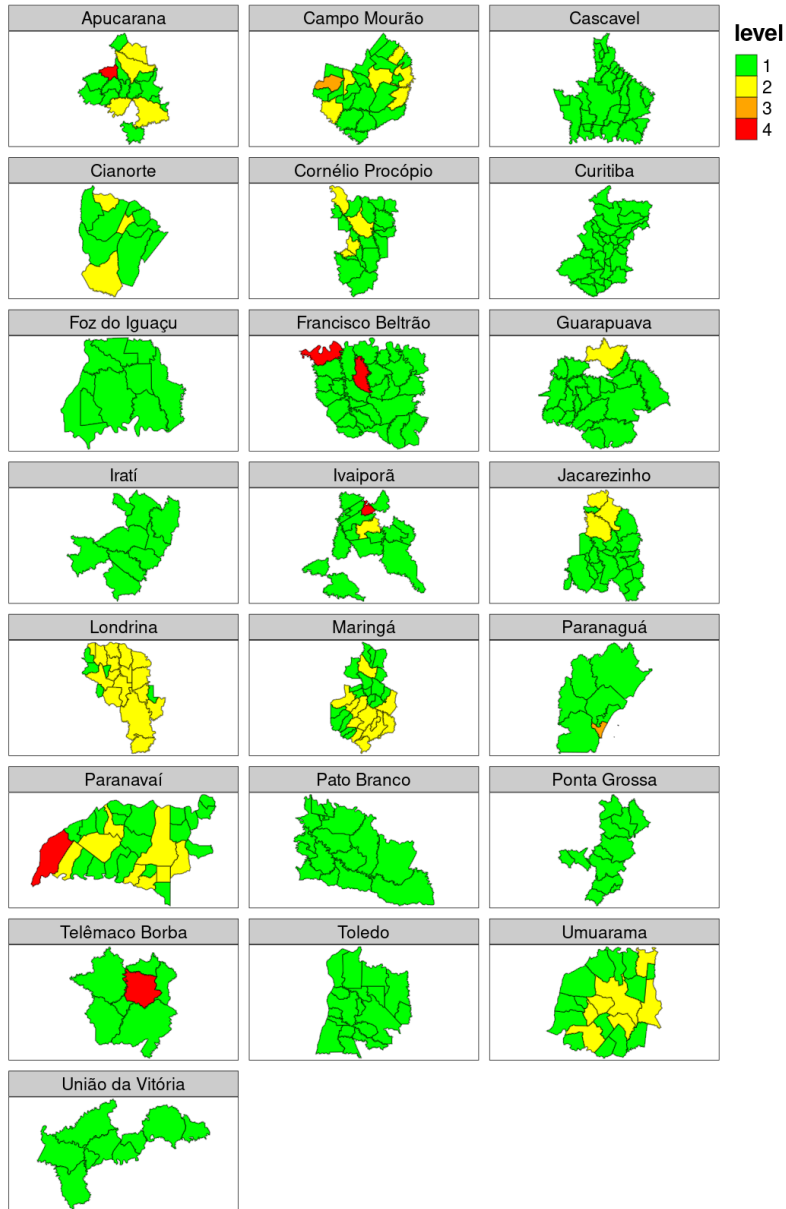 Apucarana
Campo Mourão
Cascavel
level
1
2
3
4
Cianorte
Cornélio Procópio
Curitiba
Foz do Iguaçu
Francisco Beltrão
Guarapuava
Iratí
Ivaiporã
Jacarezinho
Londrina
Maringá
Paranaguá
Paranavaí
Pato Branco
Ponta Grossa
Telêmaco Borba
Toledo
Umuarama
União da Vitória